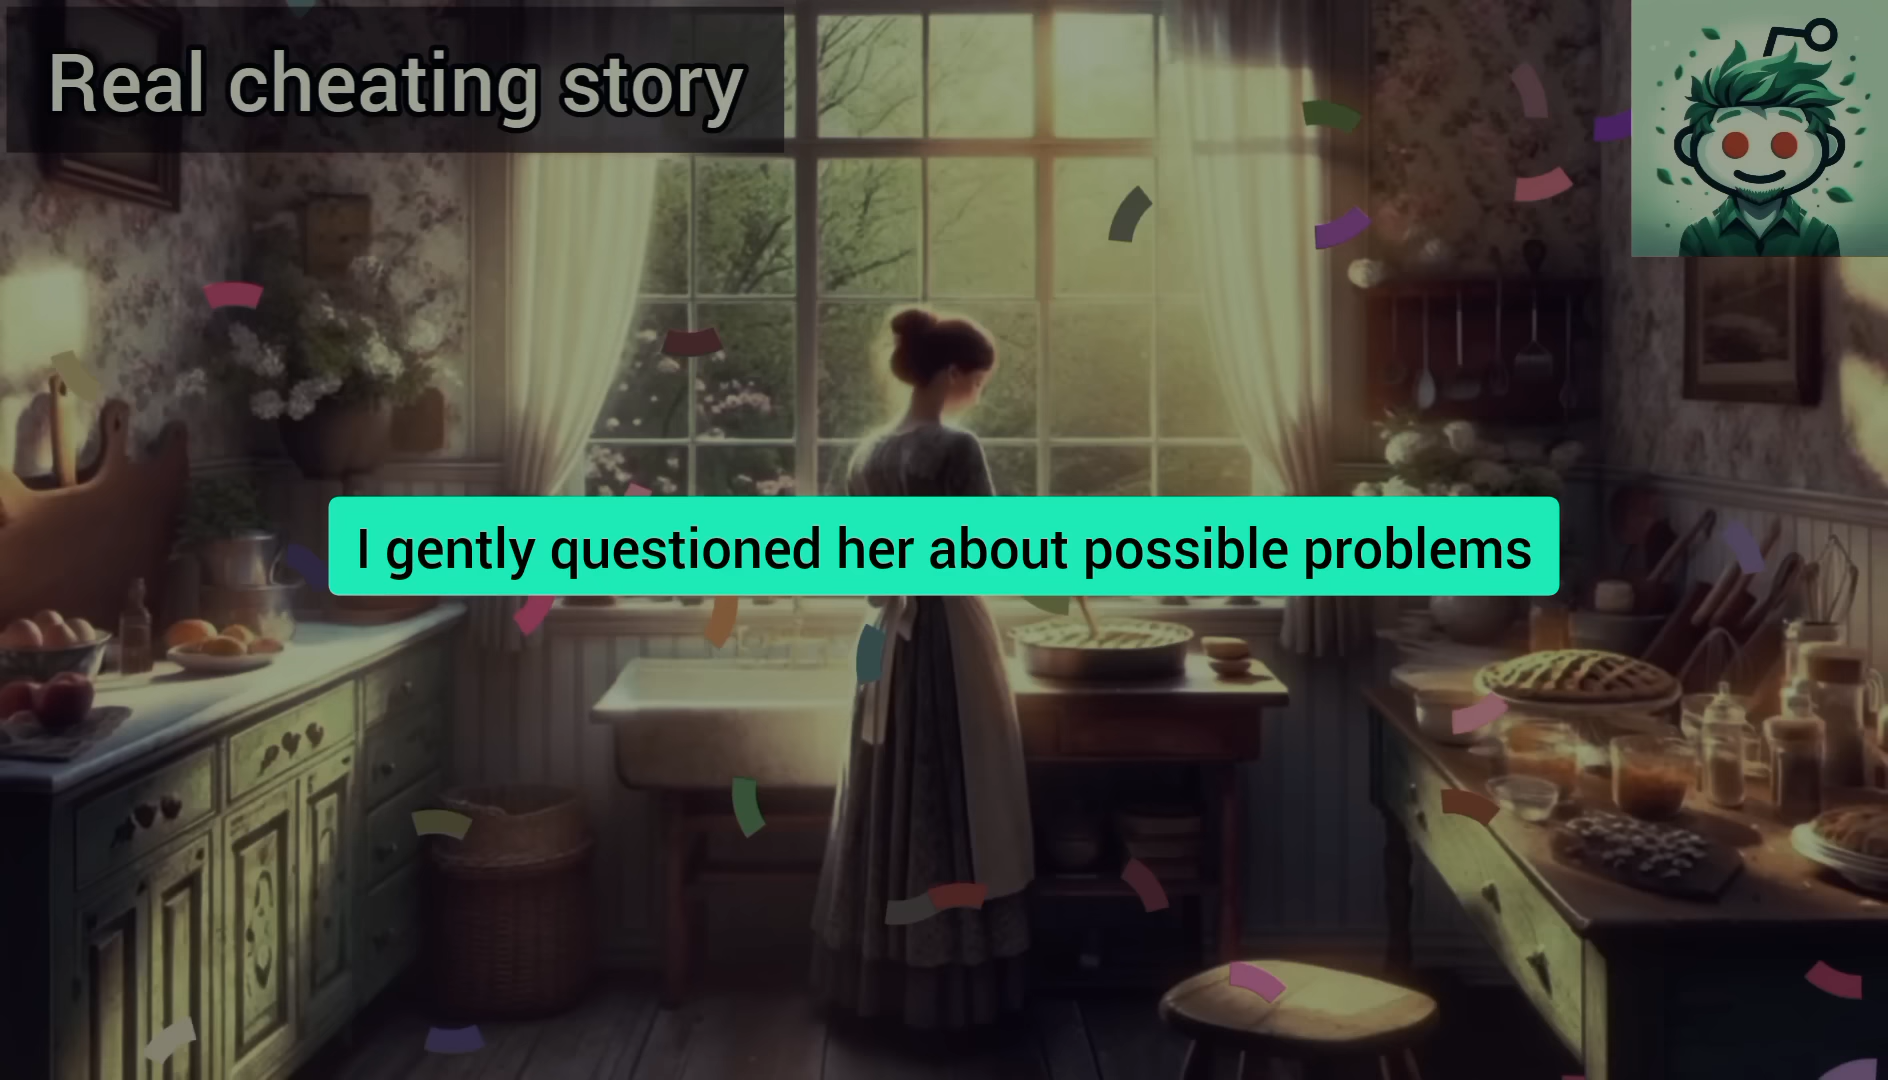 Real cheating story
I gently questioned her about possible problems